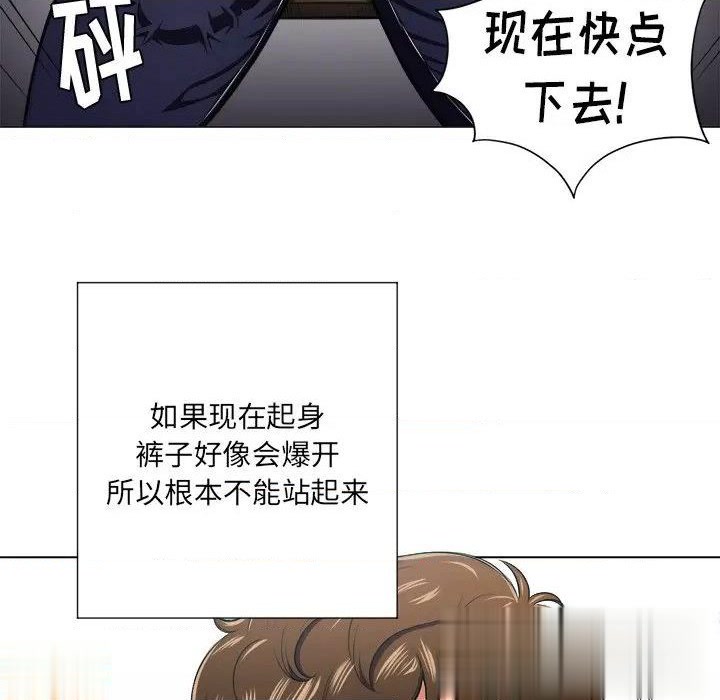 砰
现在快点
下去!
如果现在起身
裤子好像会爆开
所以根本不能站起来